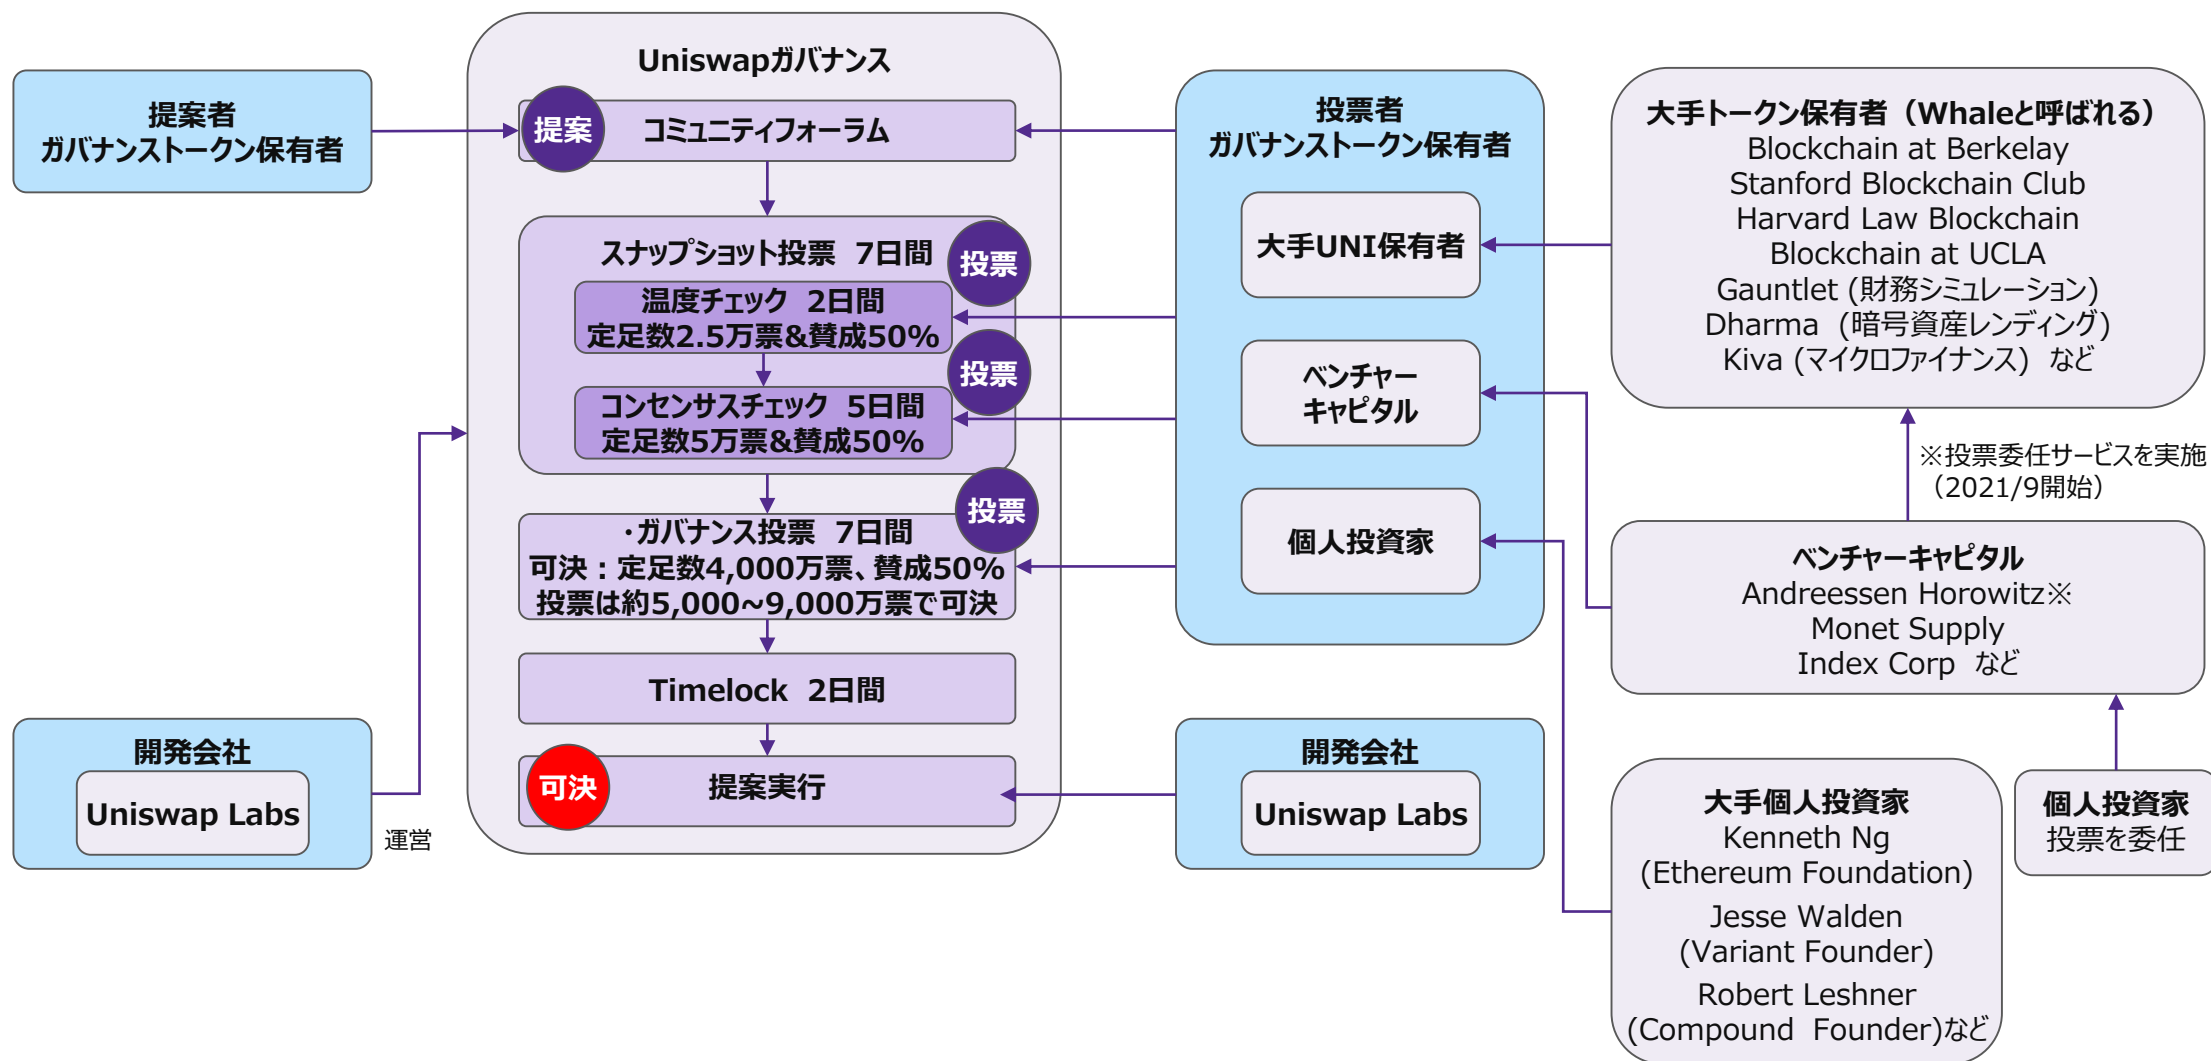 提案者
ガバナンストークン保有者
Uniswapガバナンス
提案
コミュニティフォーラム
スナップショット投票 7日間
投票
温度チェック 2日間
定足数2.5万票&賛成50%
投票
コンセンサスチェック 5日間
定足数5万票&賛成50%
投票
・ガバナンス投票 7日間
可決：定足数4,000万票、賛成50%
投票は約5,000~9,000万票で可決
Timelock 2日間
可決
提案実行
開発会社
Uniswap Labs
運営
投票者
ガバナンストークン保有者
大手UNI保有者
ベンチャー
キャピタル
個人投資家
開発会社
Uniswap Labs
大手トークン保有者（Whaleと呼ばれる）
Blockchain at Berkelay
Stanford Blockchain Club
Harvard Law Blockchain
Blockchain at UCLA
Gauntlet (財務シミュレーション)
Dharma (暗号資産レンディング)
Kiva (マイクロファイナンス) など
※投票委任サービスを実施
（2021/9開始）
ベンチャーキャピタル
Andreessen Horowitz※
Monet Supply
Index Corp など
大手個人投資家
Kenneth Ng
(Ethereum Foundation)
Jesse Walden
(Variant Founder)
Robert Leshner
(Compound Founder)など
個人投資家
投票を委任